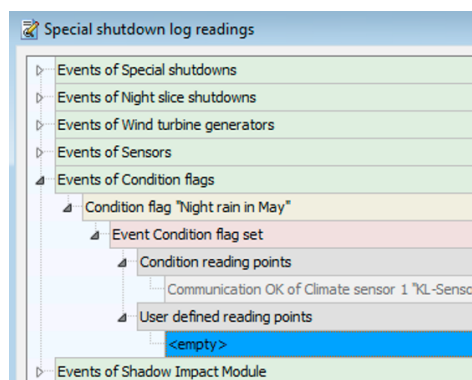 Special shutdown log readings
Events of Special shutdowns
Events of Night slice shutdowns
Events of Wind turbine generators
Events of Sensors
Events of Condition flags
Condition flag "Night rain in May"
Event Condition flag set
Condition reading points
Communication OK of Climate sensor 1 "KL-Senso
User defined reading points
<empty>
Events of Shadow Impact Module